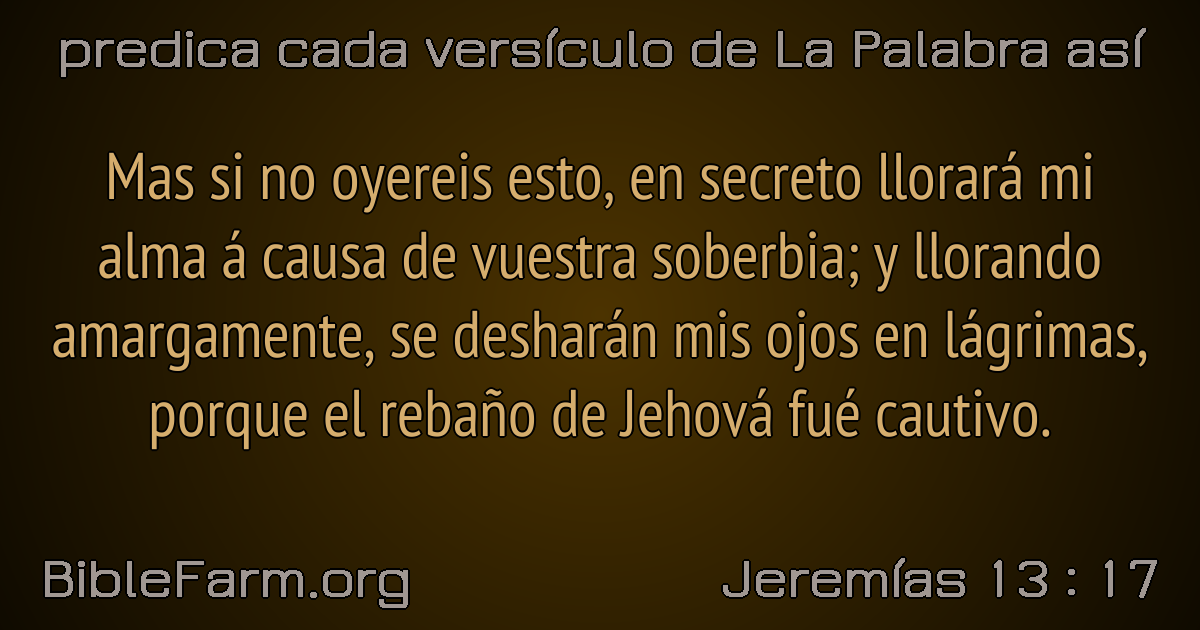 predica cada versículo de La Palabra así
Mas si no oyereis esto, en secreto llorará mi
alma á causa de vuestra soberbia; y llorando
amargamente, se desharán mis ojos en lágrimas,
porque el rebaño de Jehová fué cautivo.
BibleFarm.org
Jeremías 13 : 17